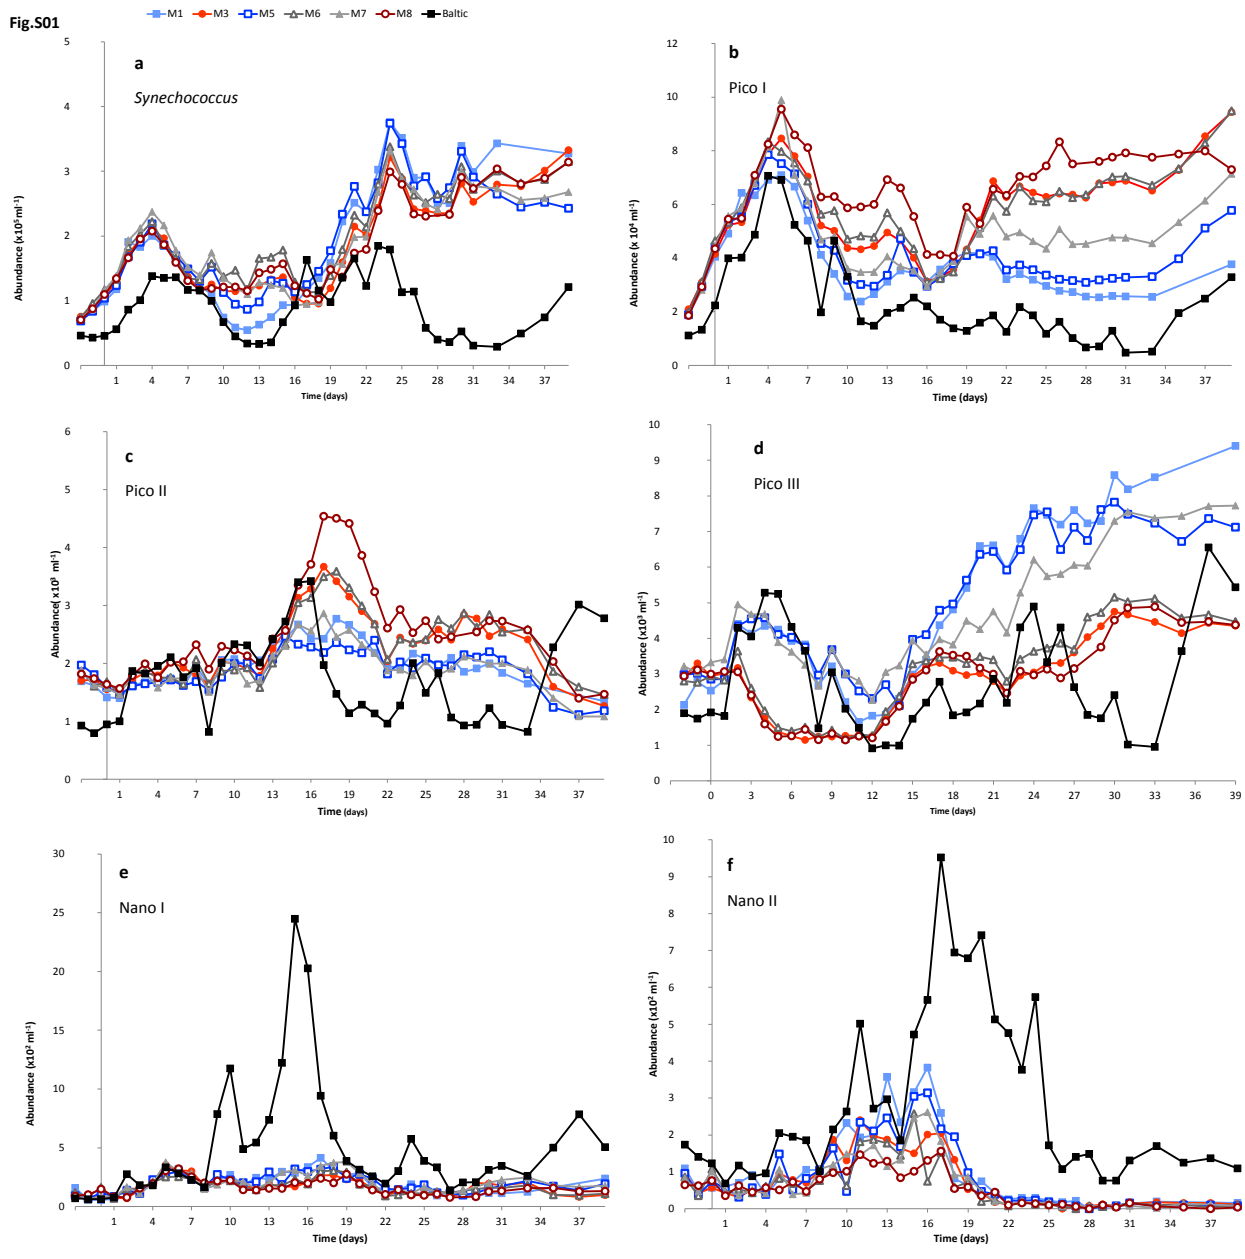 Fig.S01
M1 M3 M5 M6 M7 M8 Baltic
a
Synechococcus
Abundance (x10⁵ ml⁻¹)
5
4
3
2
1
0
1 4 7 10 13 16 19 22 25 28 31 34 37
Time (days)
b
Pico I
Abundance (x 10⁴ ml⁻¹)
12
10
8
6
4
2
0
1 4 7 10 13 16 19 22 25 28 31 34 37
Time (days)
c
Pico II
Abundance( x10³ ml⁻¹)
6
5
4
3
2
1
0
1 4 7 10 13 16 19 22 25 28 31 34 37
Time (days)
d
Pico III
Abundance (x10³ ml⁻¹)
10
9
8
7
6
5
4
3
2
1
0
0 3 6 9 12 15 18 21 24 27 30 33 36 39
Time (days)
e
Nano I
Abundance (x10² ml⁻¹)
30
25
20
15
10
5
0
1 4 7 10 13 16 19 22 25 28 31 34 37
Time (days)
f
Nano II
Abundance (x10² ml⁻¹)
10
9
8
7
6
5
4
3
2
1
0
1 4 7 10 13 16 19 22 25 28 31 34 37
Time (days)